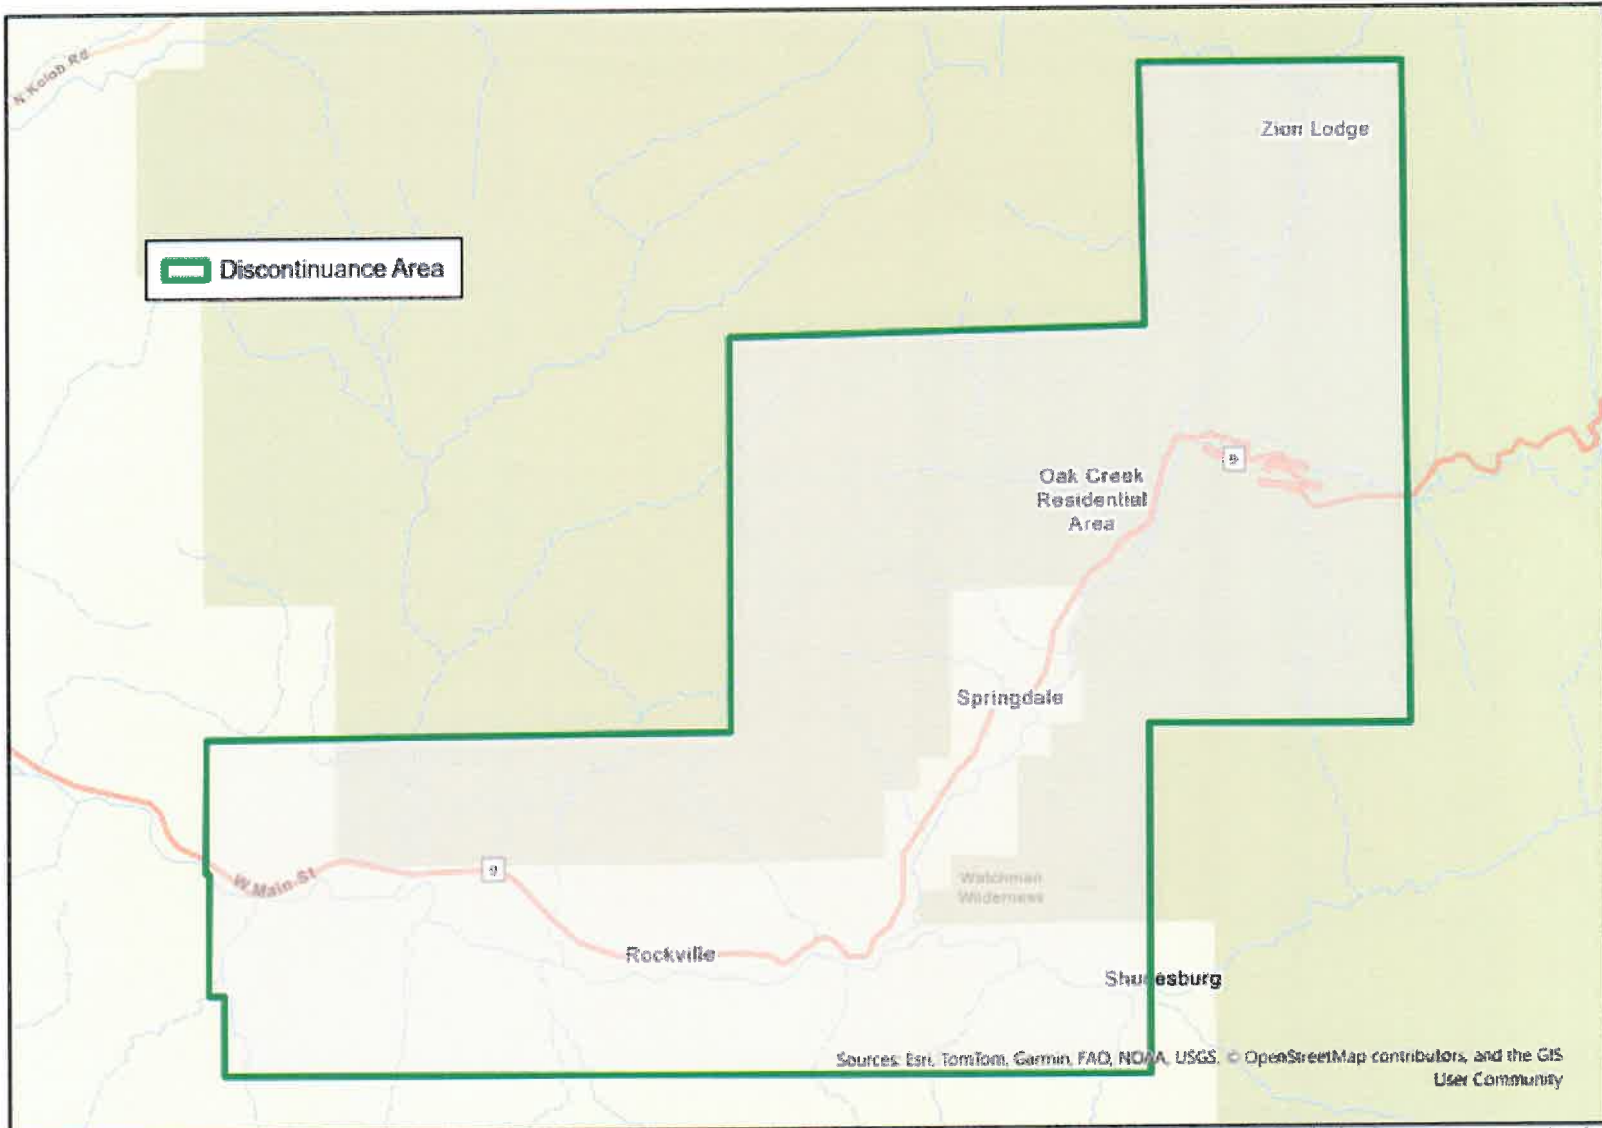 N Kolob Rd
Zion Lodge
Discontinuance Area
9
Oak Creek
Residential
Area
Springdale
9
W Main St
Watchman
Wilderness
Rockville
Shunesburg
Sources: Esri, TomTom, Garmin, FAO, NOAA, USGS, © OpenStreetMap contributors, and the GIS
User Community